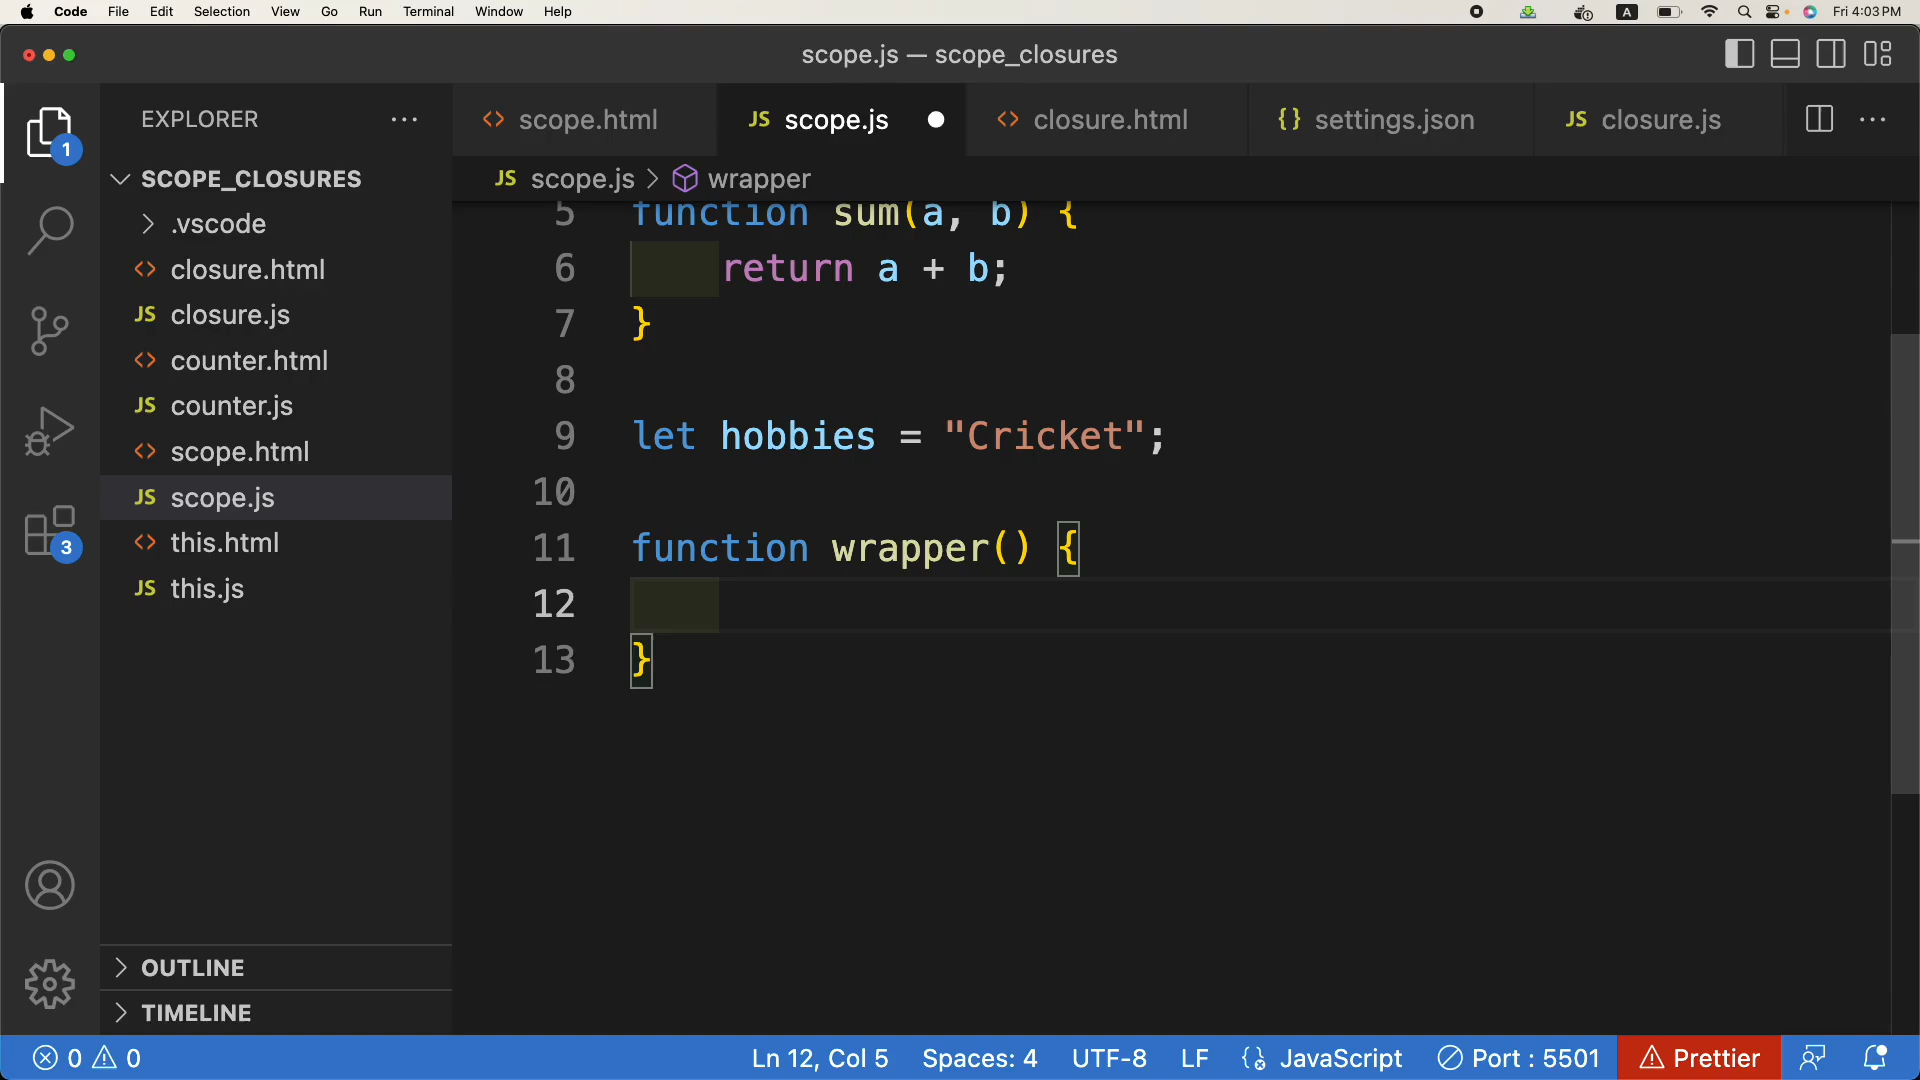 Code File Edit Selection View Go Run Terminal Window Help A Fri 4:03 PM
scope.js — scope_closures
EXPLORER ...
<> scope.html JS scope.js <> closure.html {} settings.json JS closure.js ...
JS scope.js > wrapper
1
SCOPE_CLOSURES
.vscode
<> closure.html
JS closure.js
<> counter.html
JS counter.js
<> scope.html
JS scope.js
<> this.html
JS this.js
3
5 function sum(a, b) {
6 return a + b;
7 }
8
9 let hobbies = "Cricket";
10
11 function wrapper() {
12
13 }
OUTLINE
TIMELINE
0 0 Ln 12, Col 5 Spaces: 4 UTF-8 LF JavaScript Port : 5501 Prettier